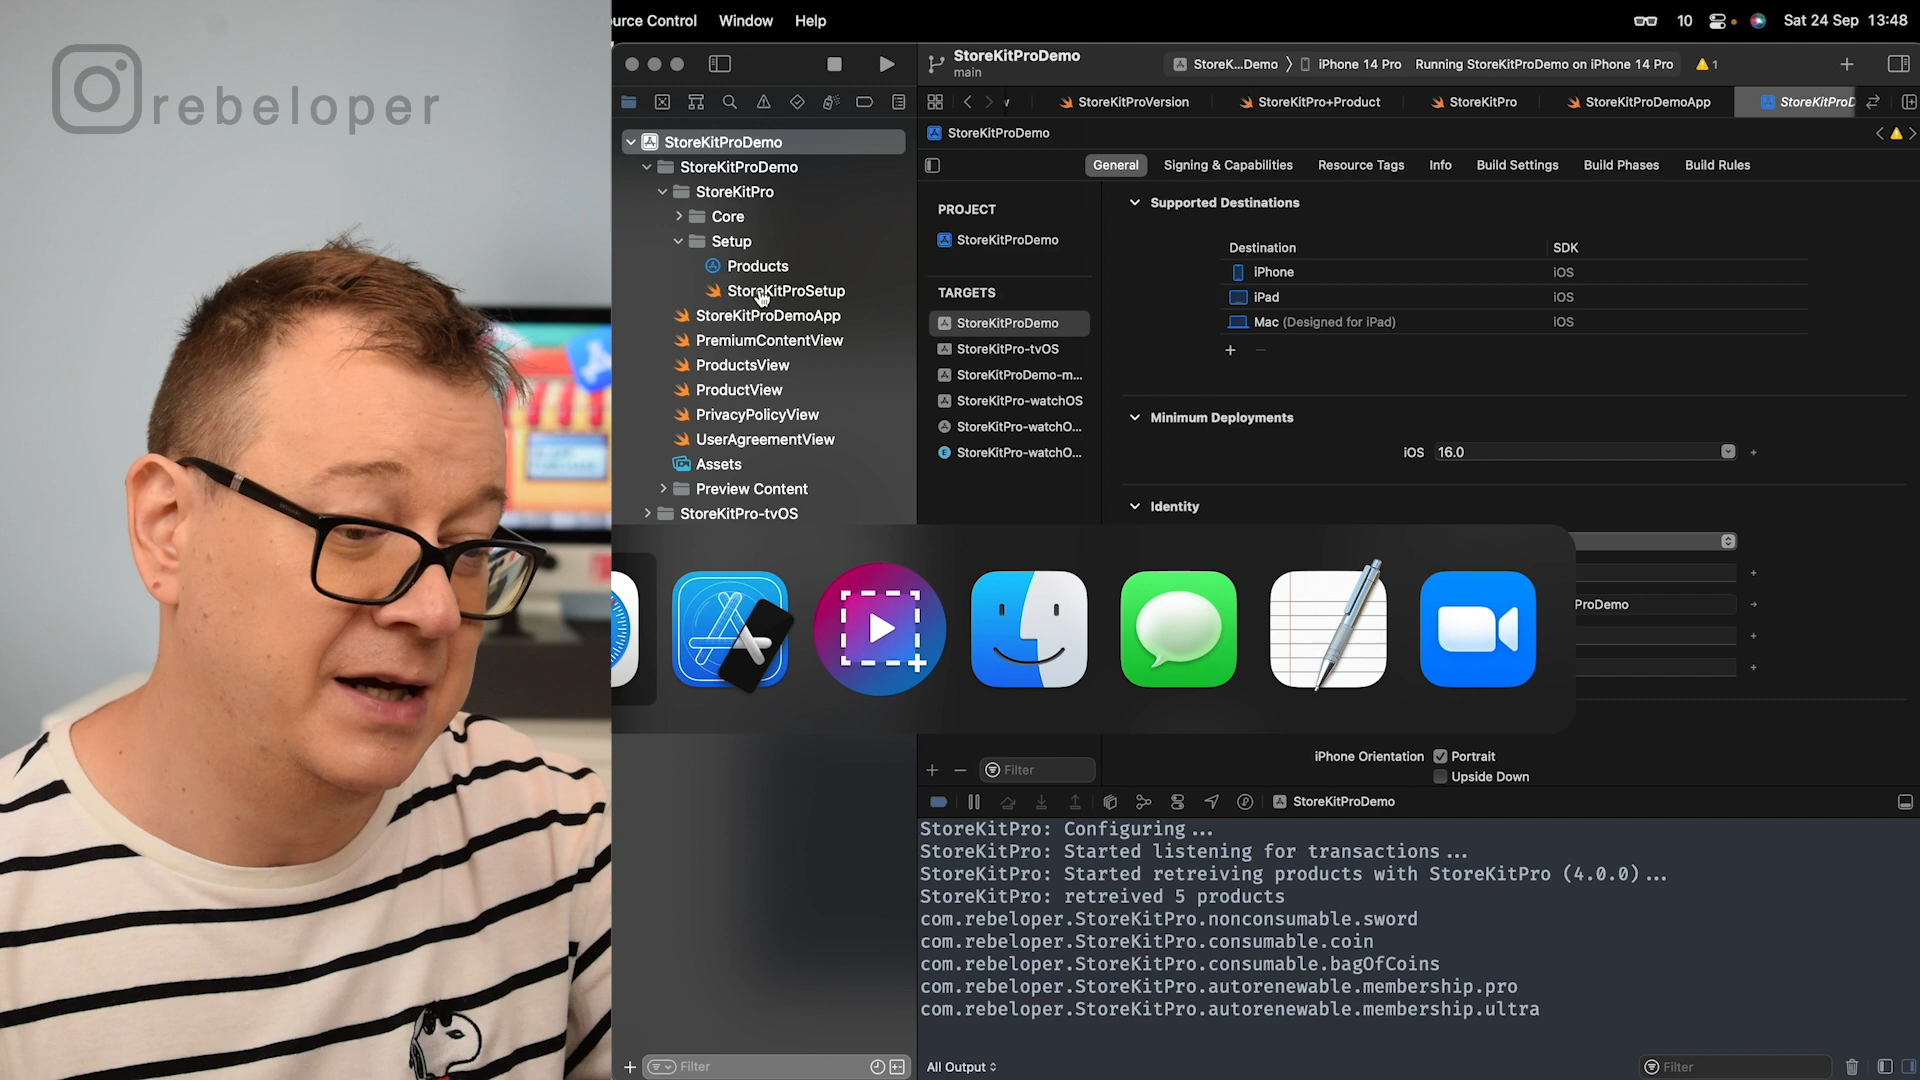 rebeloper
urce Control Window Help
10 Sat 24 Sep 13:48
StoreKitProDemo
main
StoreK...Demo iPhone 14 Pro Running StoreKitProDemo on iPhone 14 Pro 1
StoreKitProVersion StoreKitPro+Product StoreKitPro StoreKitProDemoApp StoreKitProD
StoreKitProDemo
General Signing & Capabilities Resource Tags Info Build Settings Build Phases Build Rules
StoreKitProDemo
StoreKitProDemo
StoreKitPro
Core
Setup
Products
StoreKitProSetup
StoreKitProDemoApp
PremiumContentView
ProductsView
ProductView
PrivacyPolicyView
UserAgreementView
Assets
Preview Content
StoreKitPro-tvOS
PROJECT
StoreKitProDemo
TARGETS
StoreKitProDemo
StoreKitPro-tvOS
StoreKitProDemo-m...
StoreKitPro-watchOS
StoreKitPro-watchO...
StoreKitPro-watchO...
Supported Destinations
Destination SDK
iPhone iOS
iPad iOS
Mac (Designed for iPad) iOS
Minimum Deployments
iOS 16.0
Identity
ProDemo
iPhone Orientation Portrait
Upside Down
Filter
StoreKitProDemo
StoreKitPro: Configuring...
StoreKitPro: Started listening for transactions...
StoreKitPro: Started retreiving products with StoreKitPro (4.0.0)...
StoreKitPro: retreived 5 products
com.rebeloper.StoreKitPro.nonconsumable.sword
com.rebeloper.StoreKitPro.consumable.coin
com.rebeloper.StoreKitPro.consumable.bagOfCoins
com.rebeloper.StoreKitPro.autorenewable.membership.pro
com.rebeloper.StoreKitPro.autorenewable.membership.ultra
Filter
All Output
Filter